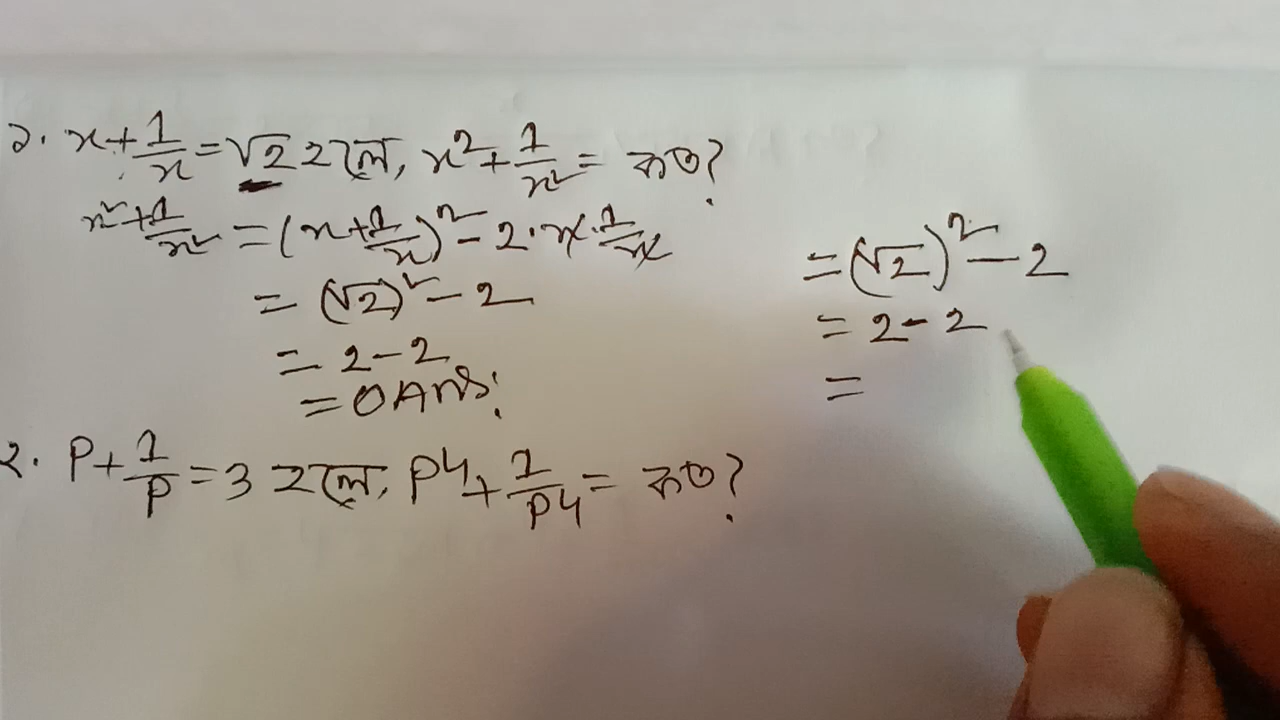 ১. x+1/x=√2 হলে, x²+1/x²= কত?
x²+1/x² =(x+1/x)²-2·x·1/x
= (√2)²-2
= 2-2
=0 Ans:
=(√2)²-2
= 2-2
=
২. P+1/P=3 হলে, P4+1/P4= কত?